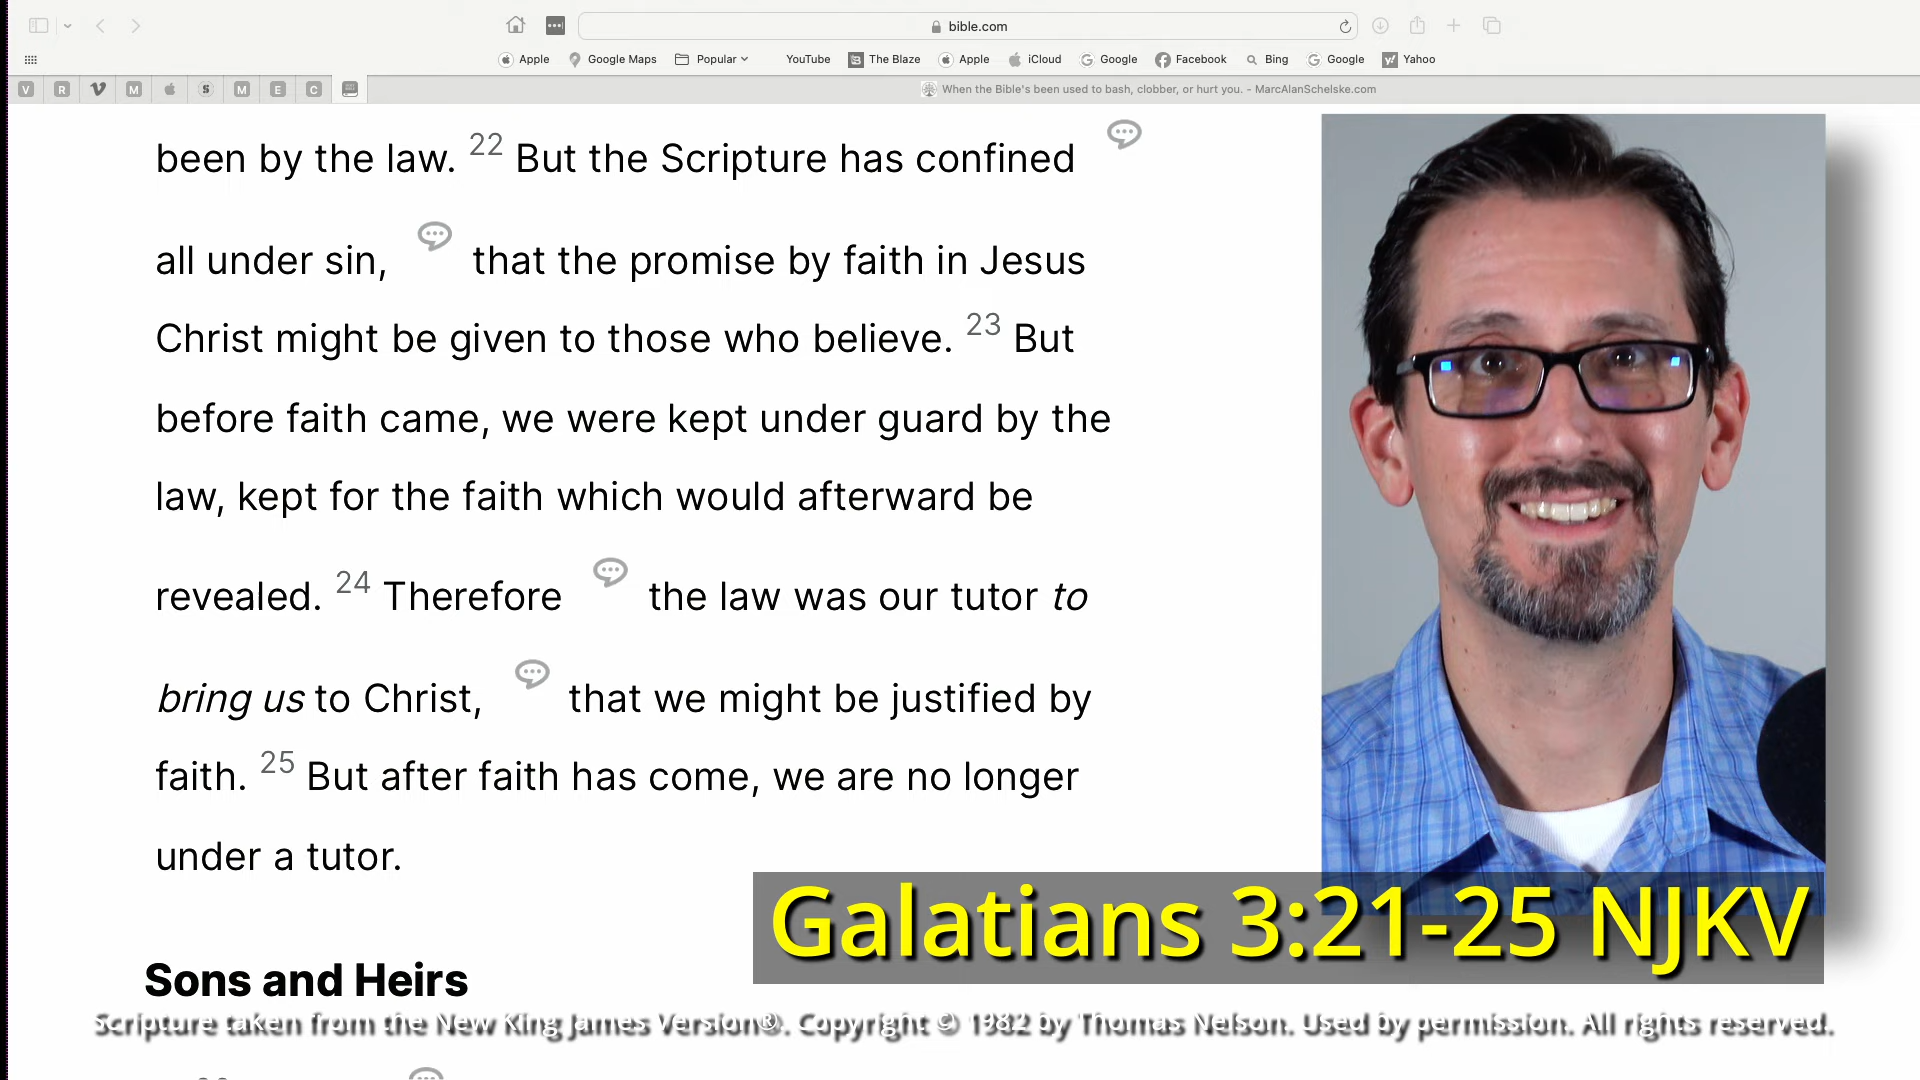 bible.com
Apple Google Maps Popular YouTube The Blaze Apple iCloud Google Facebook Bing Google Yahoo
V R V M S M E C When the Bible's been used to bash, clobber, or hurt you. - MarcAlanSchelske.com
been by the law. 22 But the Scripture has confined
all under sin, that the promise by faith in Jesus
Christ might be given to those who believe. 23 But
before faith came, we were kept under guard by the
law, kept for the faith which would afterward be
revealed. 24 Therefore the law was our tutor to
bring us to Christ, that we might be justified by
faith. 25 But after faith has come, we are no longer
under a tutor.
Galatians 3:21-25 NJKV
Sons and Heirs
Scripture taken from the New King James Version®. Copyright © 1982 by Thomas Nelson. Used by permission. All rights reserved.